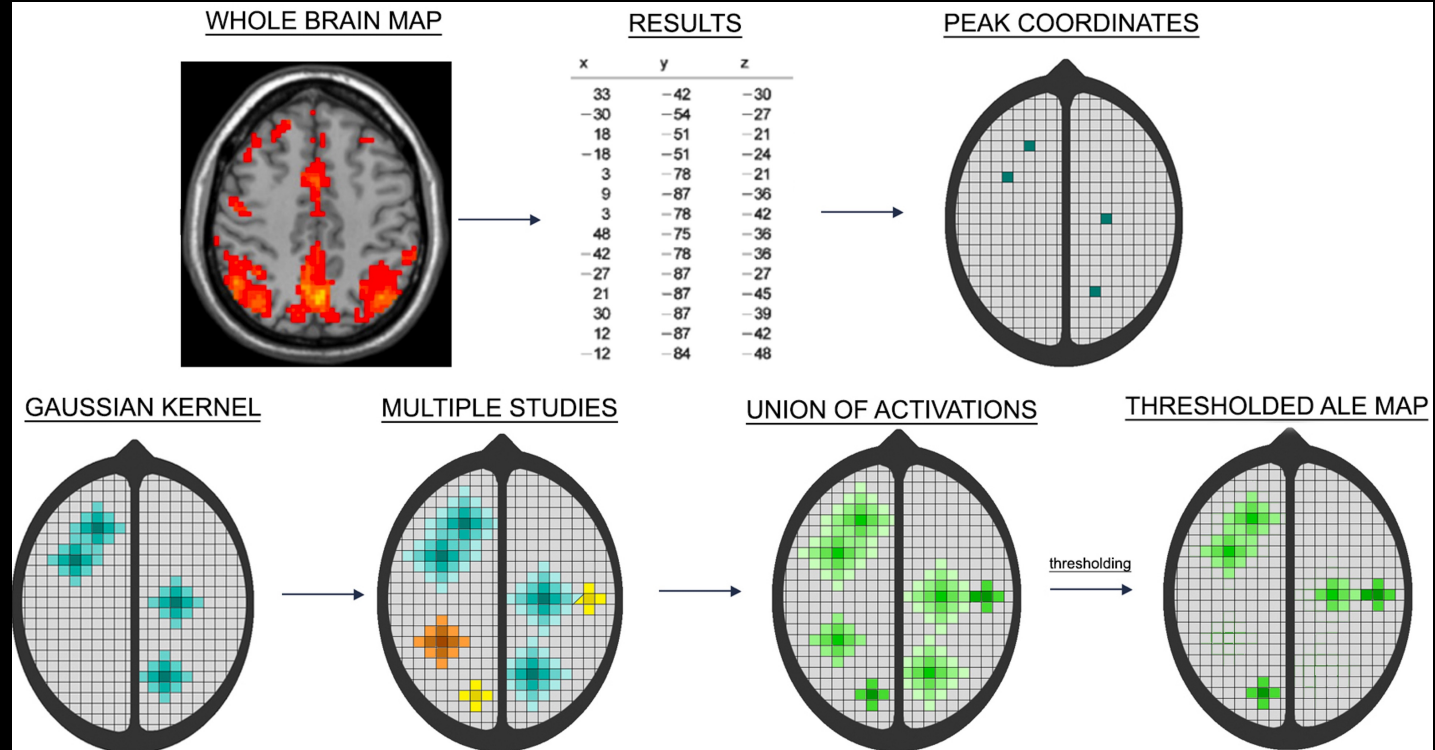 WHOLE BRAIN MAP
RESULTS
PEAK COORDINATES
x y z
33 −42 −30
−30 −54 −27
18 −51 −21
−18 −51 −24
3 −78 −21
9 −87 −36
3 −78 −42
48 −75 −36
−42 −78 −36
−27 −87 −27
21 −87 −45
30 −87 −39
12 −87 −42
−12 −84 −48
GAUSSIAN KERNEL
MULTIPLE STUDIES
UNION OF ACTIVATIONS
THRESHOLDED ALE MAP
thresholding